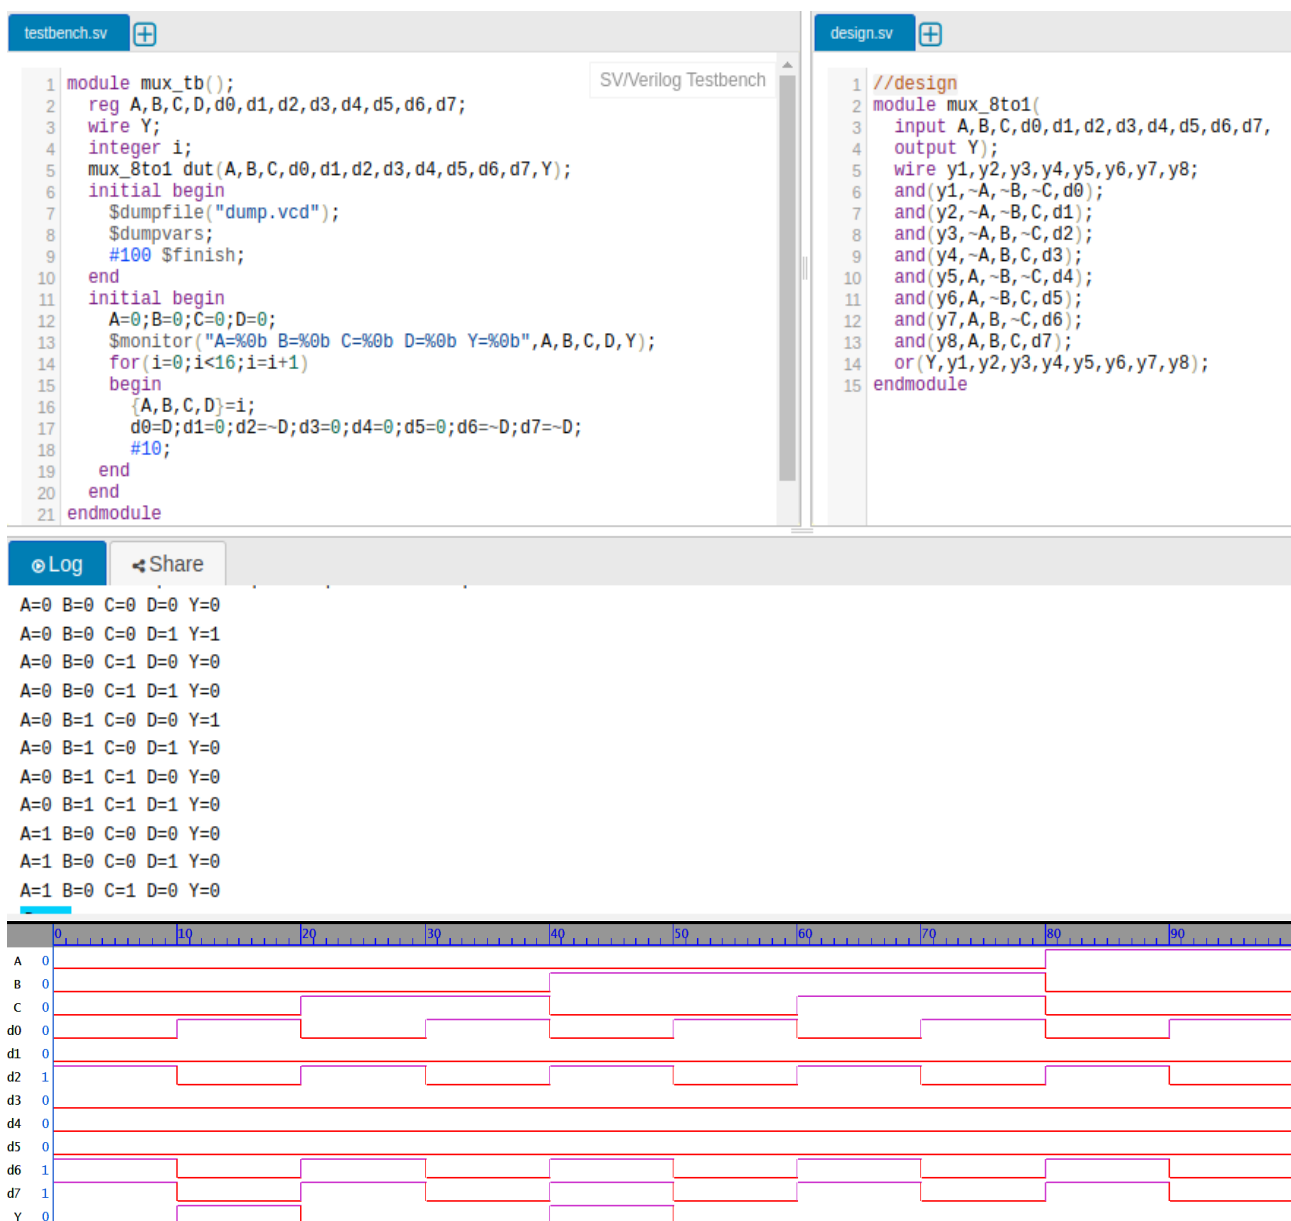 testbench.sv
SV/Verilog Testbench
1 module mux_tb();
2 reg A,B,C,D,d0,d1,d2,d3,d4,d5,d6,d7;
3 wire Y;
4 integer i;
5 mux_8to1 dut(A,B,C,d0,d1,d2,d3,d4,d5,d6,d7,Y);
6 initial begin
7 $dumpfile("dump.vcd");
8 $dumpvars;
9 #100 $finish;
10 end
11 initial begin
12 A=0;B=0;C=0;D=0;
13 $monitor("A=%0b B=%0b C=%0b D=%0b Y=%0b",A,B,C,D,Y);
14 for(i=0;i<16;i=i+1)
15 begin
16 {A,B,C,D}=i;
17 d0=D;d1=0;d2=~D;d3=0;d4=0;d5=0;d6=~D;d7=~D;
18 #10;
19 end
20 end
21 endmodule
design.sv
1 //design
2 module mux_8to1(
3 input A,B,C,d0,d1,d2,d3,d4,d5,d6,d7,
4 output Y);
5 wire y1,y2,y3,y4,y5,y6,y7,y8;
6 and(y1,~A,~B,~C,d0);
7 and(y2,~A,~B,C,d1);
8 and(y3,~A,B,~C,d2);
9 and(y4,~A,B,C,d3);
10 and(y5,A,~B,~C,d4);
11 and(y6,A,~B,C,d5);
12 and(y7,A,B,~C,d6);
13 and(y8,A,B,C,d7);
14 or(Y,y1,y2,y3,y4,y5,y6,y7,y8);
15 endmodule
Log Share
A=0 B=0 C=0 D=0 Y=0
A=0 B=0 C=0 D=1 Y=1
A=0 B=0 C=1 D=0 Y=0
A=0 B=0 C=1 D=1 Y=0
A=0 B=1 C=0 D=0 Y=1
A=0 B=1 C=0 D=1 Y=0
A=0 B=1 C=1 D=0 Y=0
A=0 B=1 C=1 D=1 Y=0
A=1 B=0 C=0 D=0 Y=0
A=1 B=0 C=0 D=1 Y=0
A=1 B=0 C=1 D=0 Y=0
0 10 20 30 40 50 60 70 80 90
A 0
B 0
C 0
d0 0
d1 0
d2 1
d3 0
d4 0
d5 0
d6 1
d7 1
Y 0